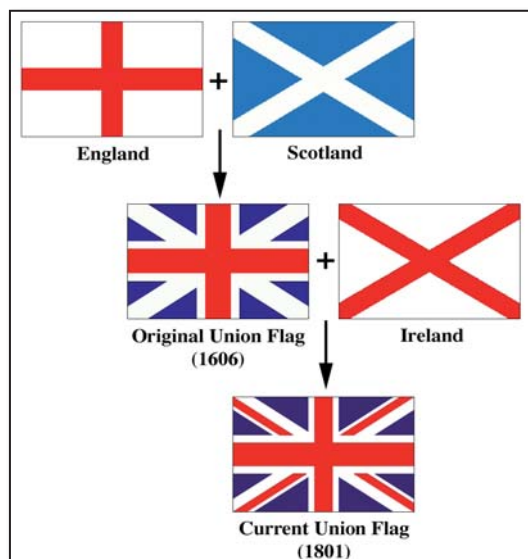 +
England
Scotland
+
Original Union Flag
(1606)
Ireland
Current Union Flag
(1801)